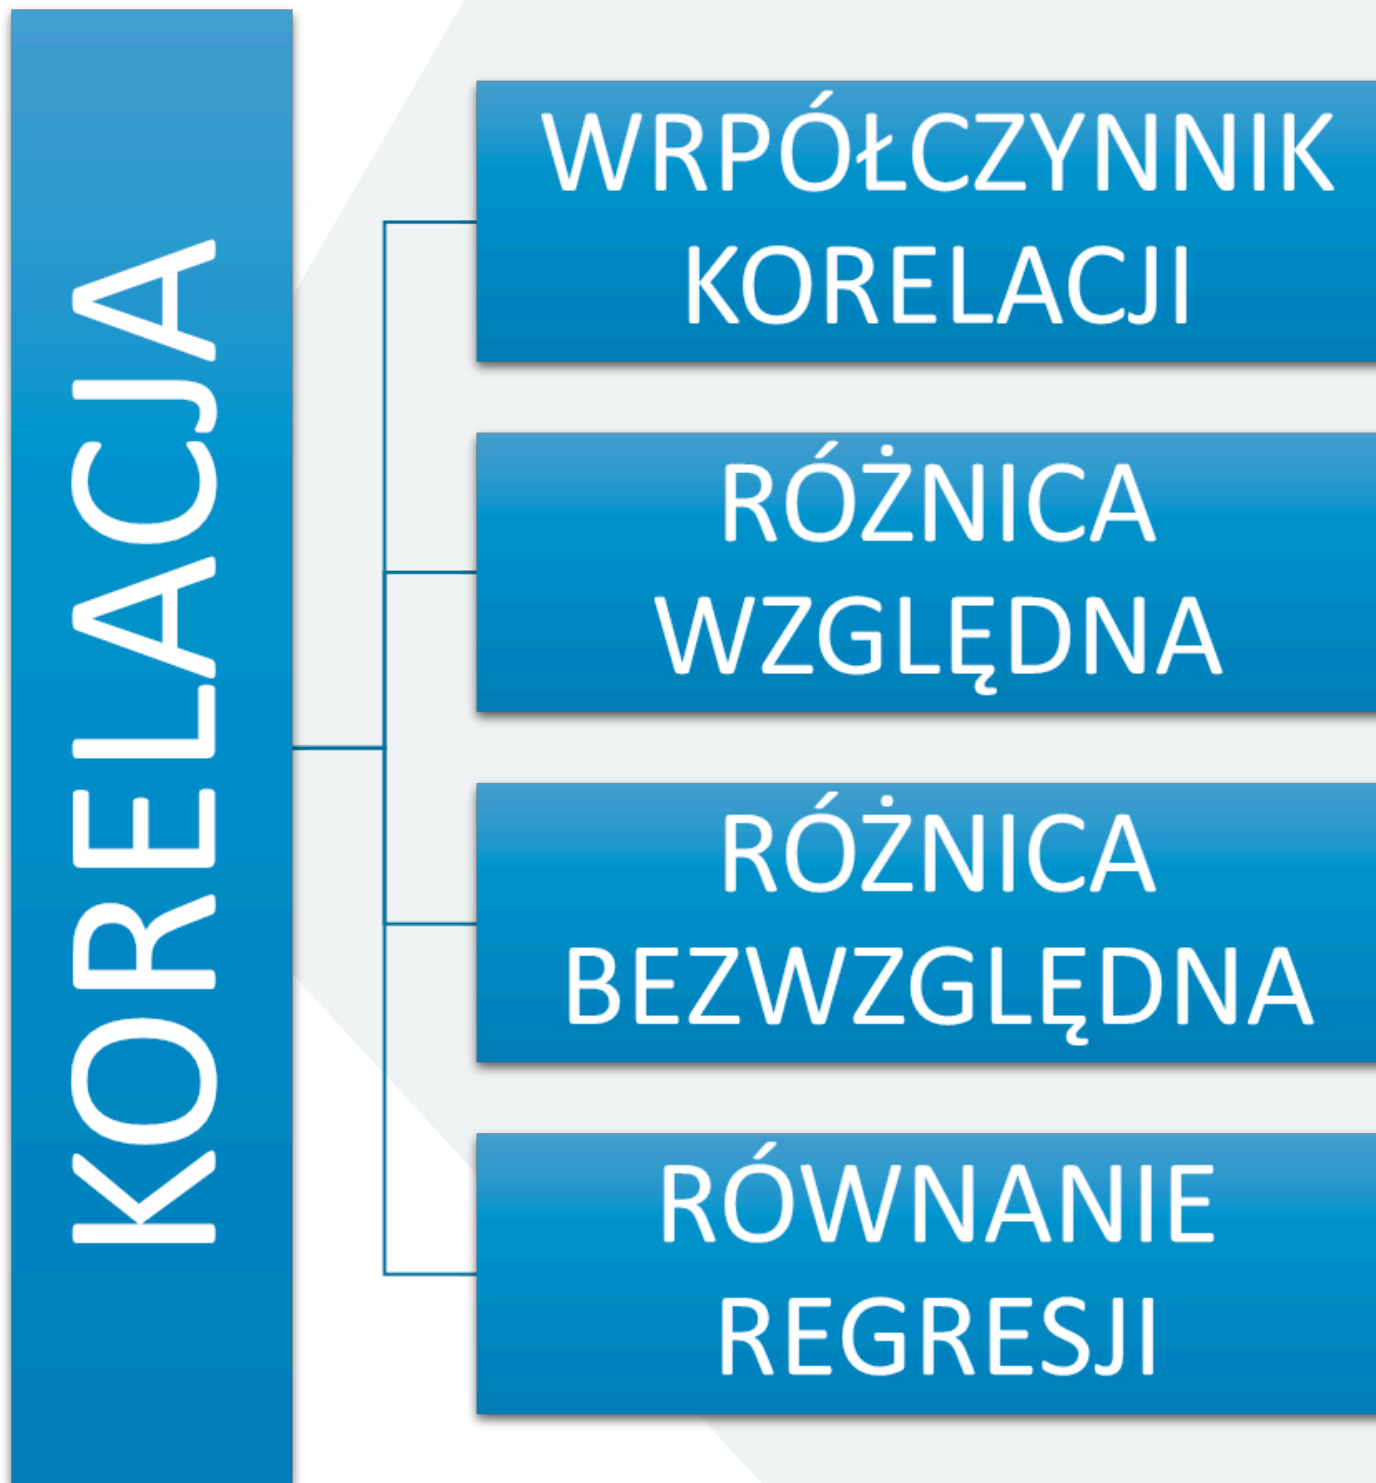 KORELACJA
WRPÓŁCZYNNIK
KORELACJI
RÓŻNICA
WZGLĘDNA
RÓŻNICA
BEZWZGLĘDNA
RÓWNANIE
REGRESJI